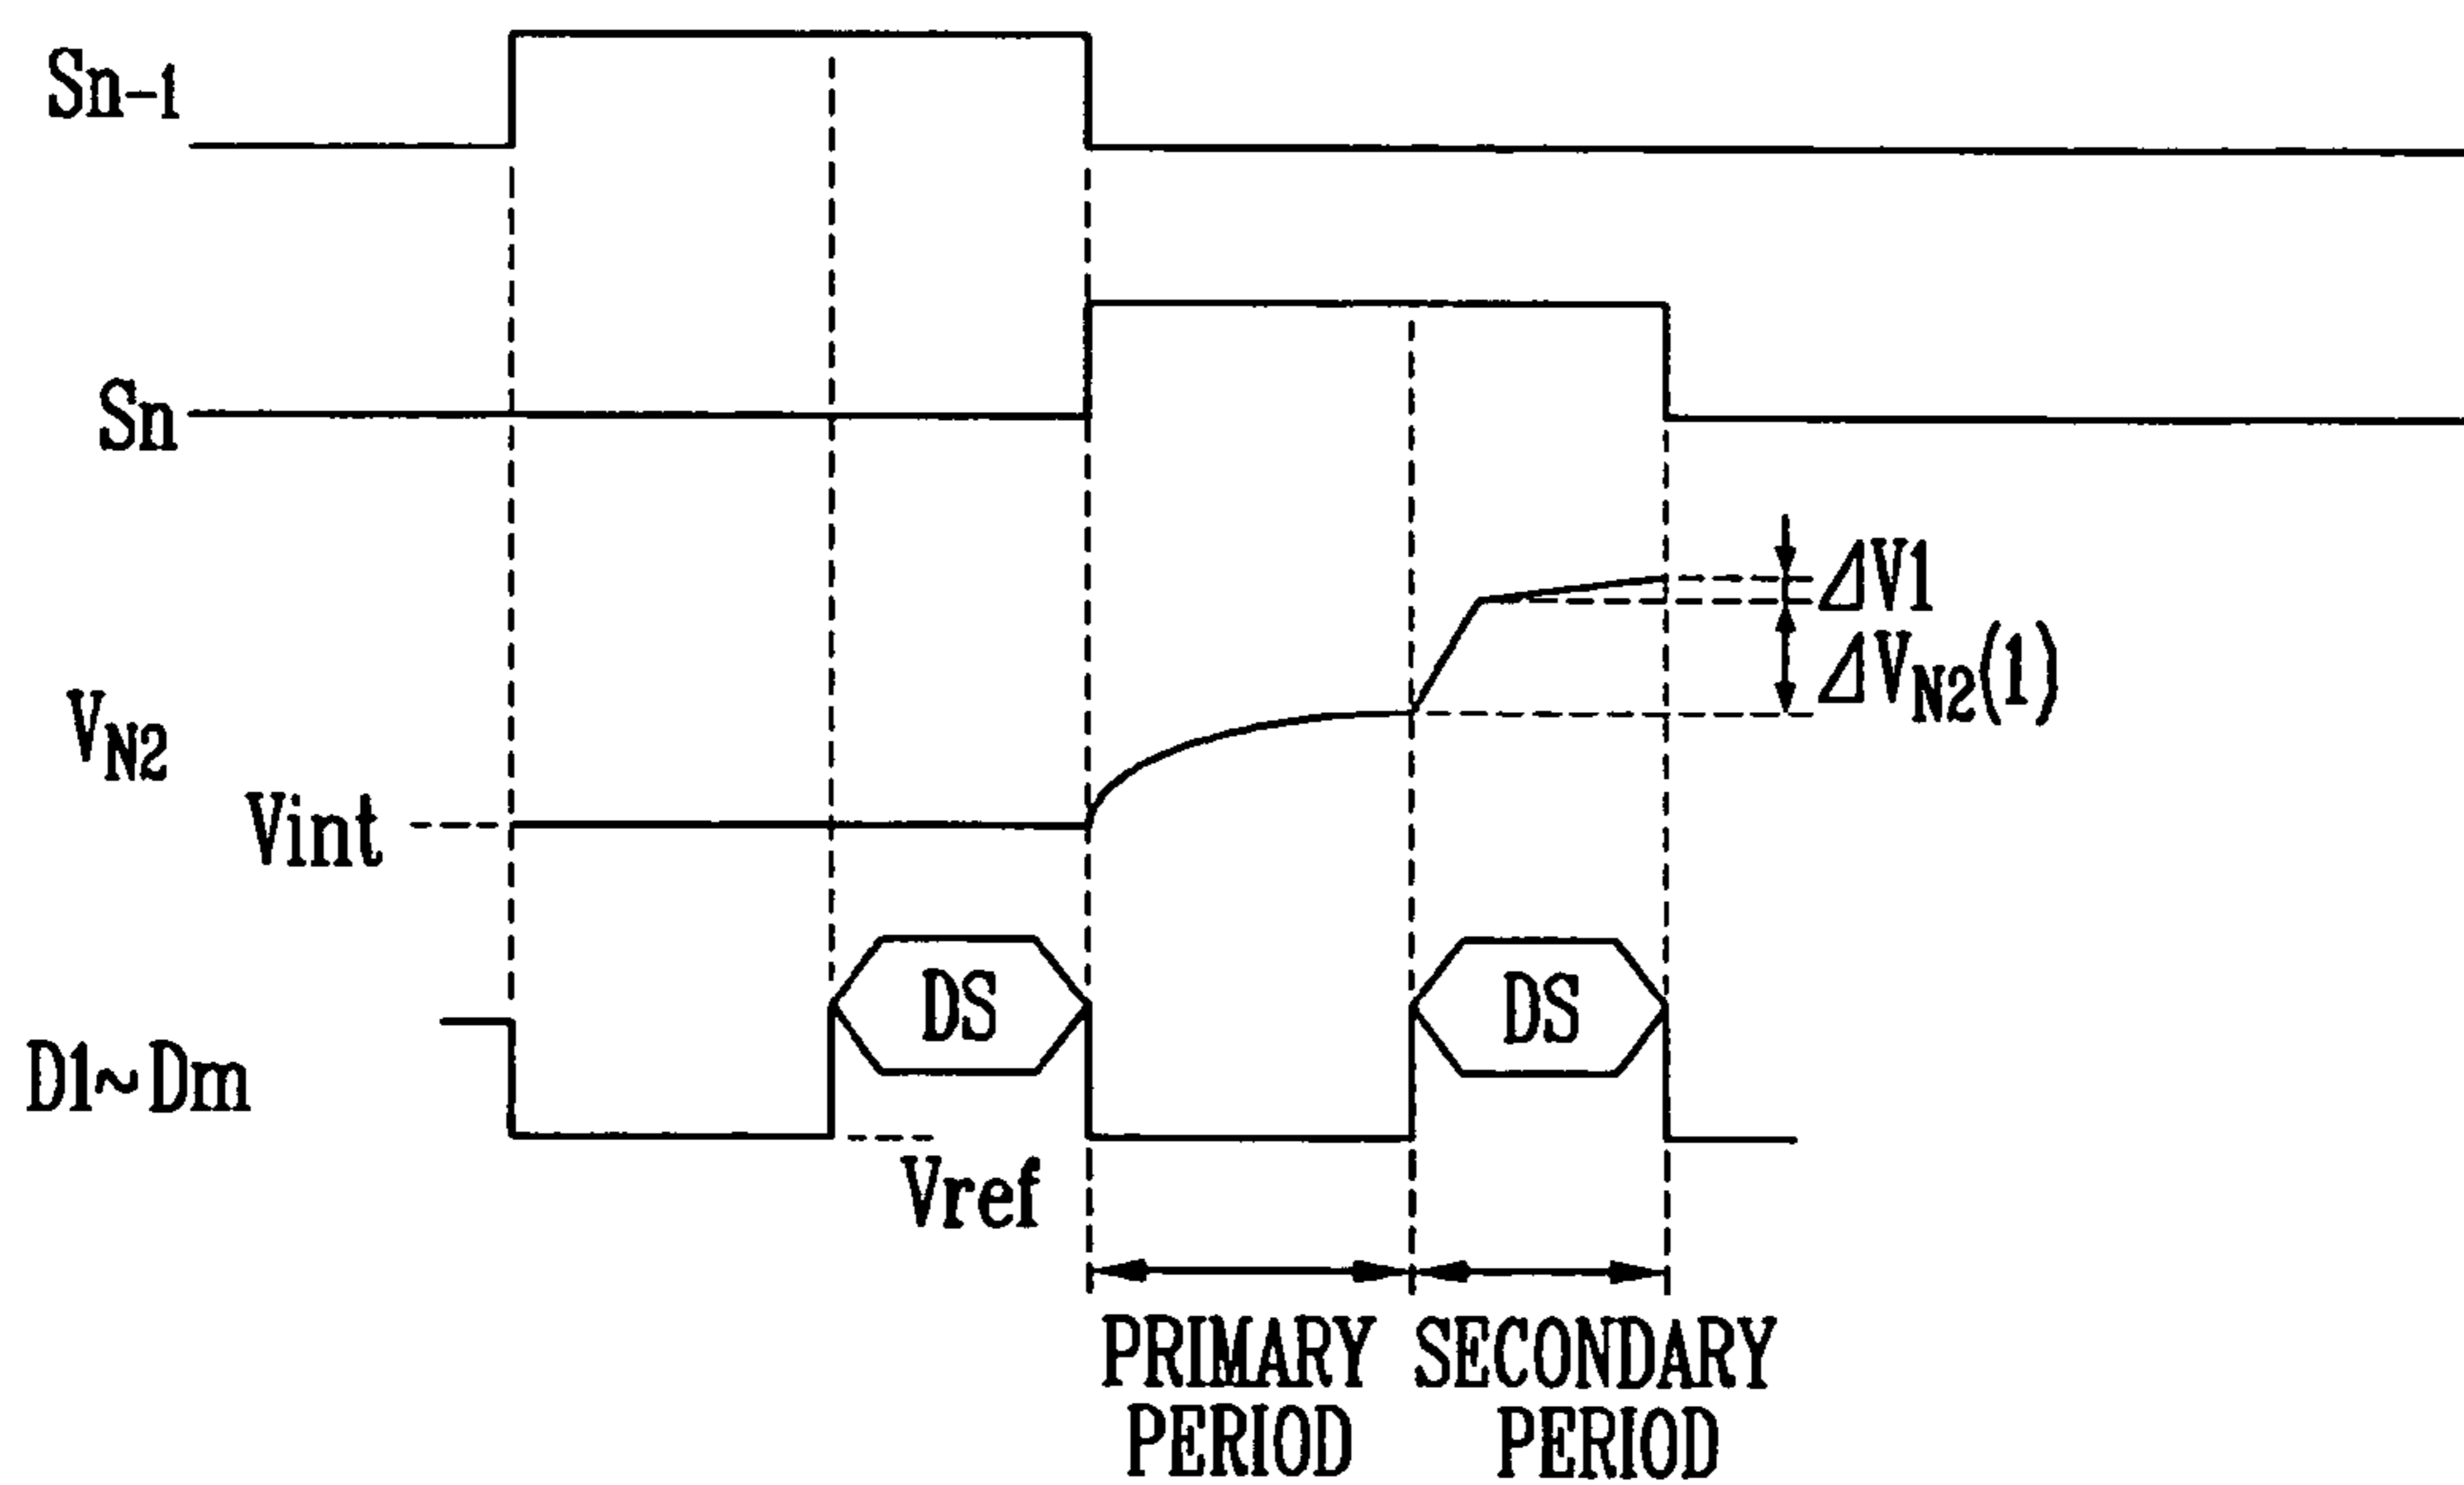 Sn-1
Sn
ΔV1
ΔVN2(1)
VN2
Vint
DS DS
D1~Dm
Vref
PRIMARY PERIOD
SECONDARY PERIOD